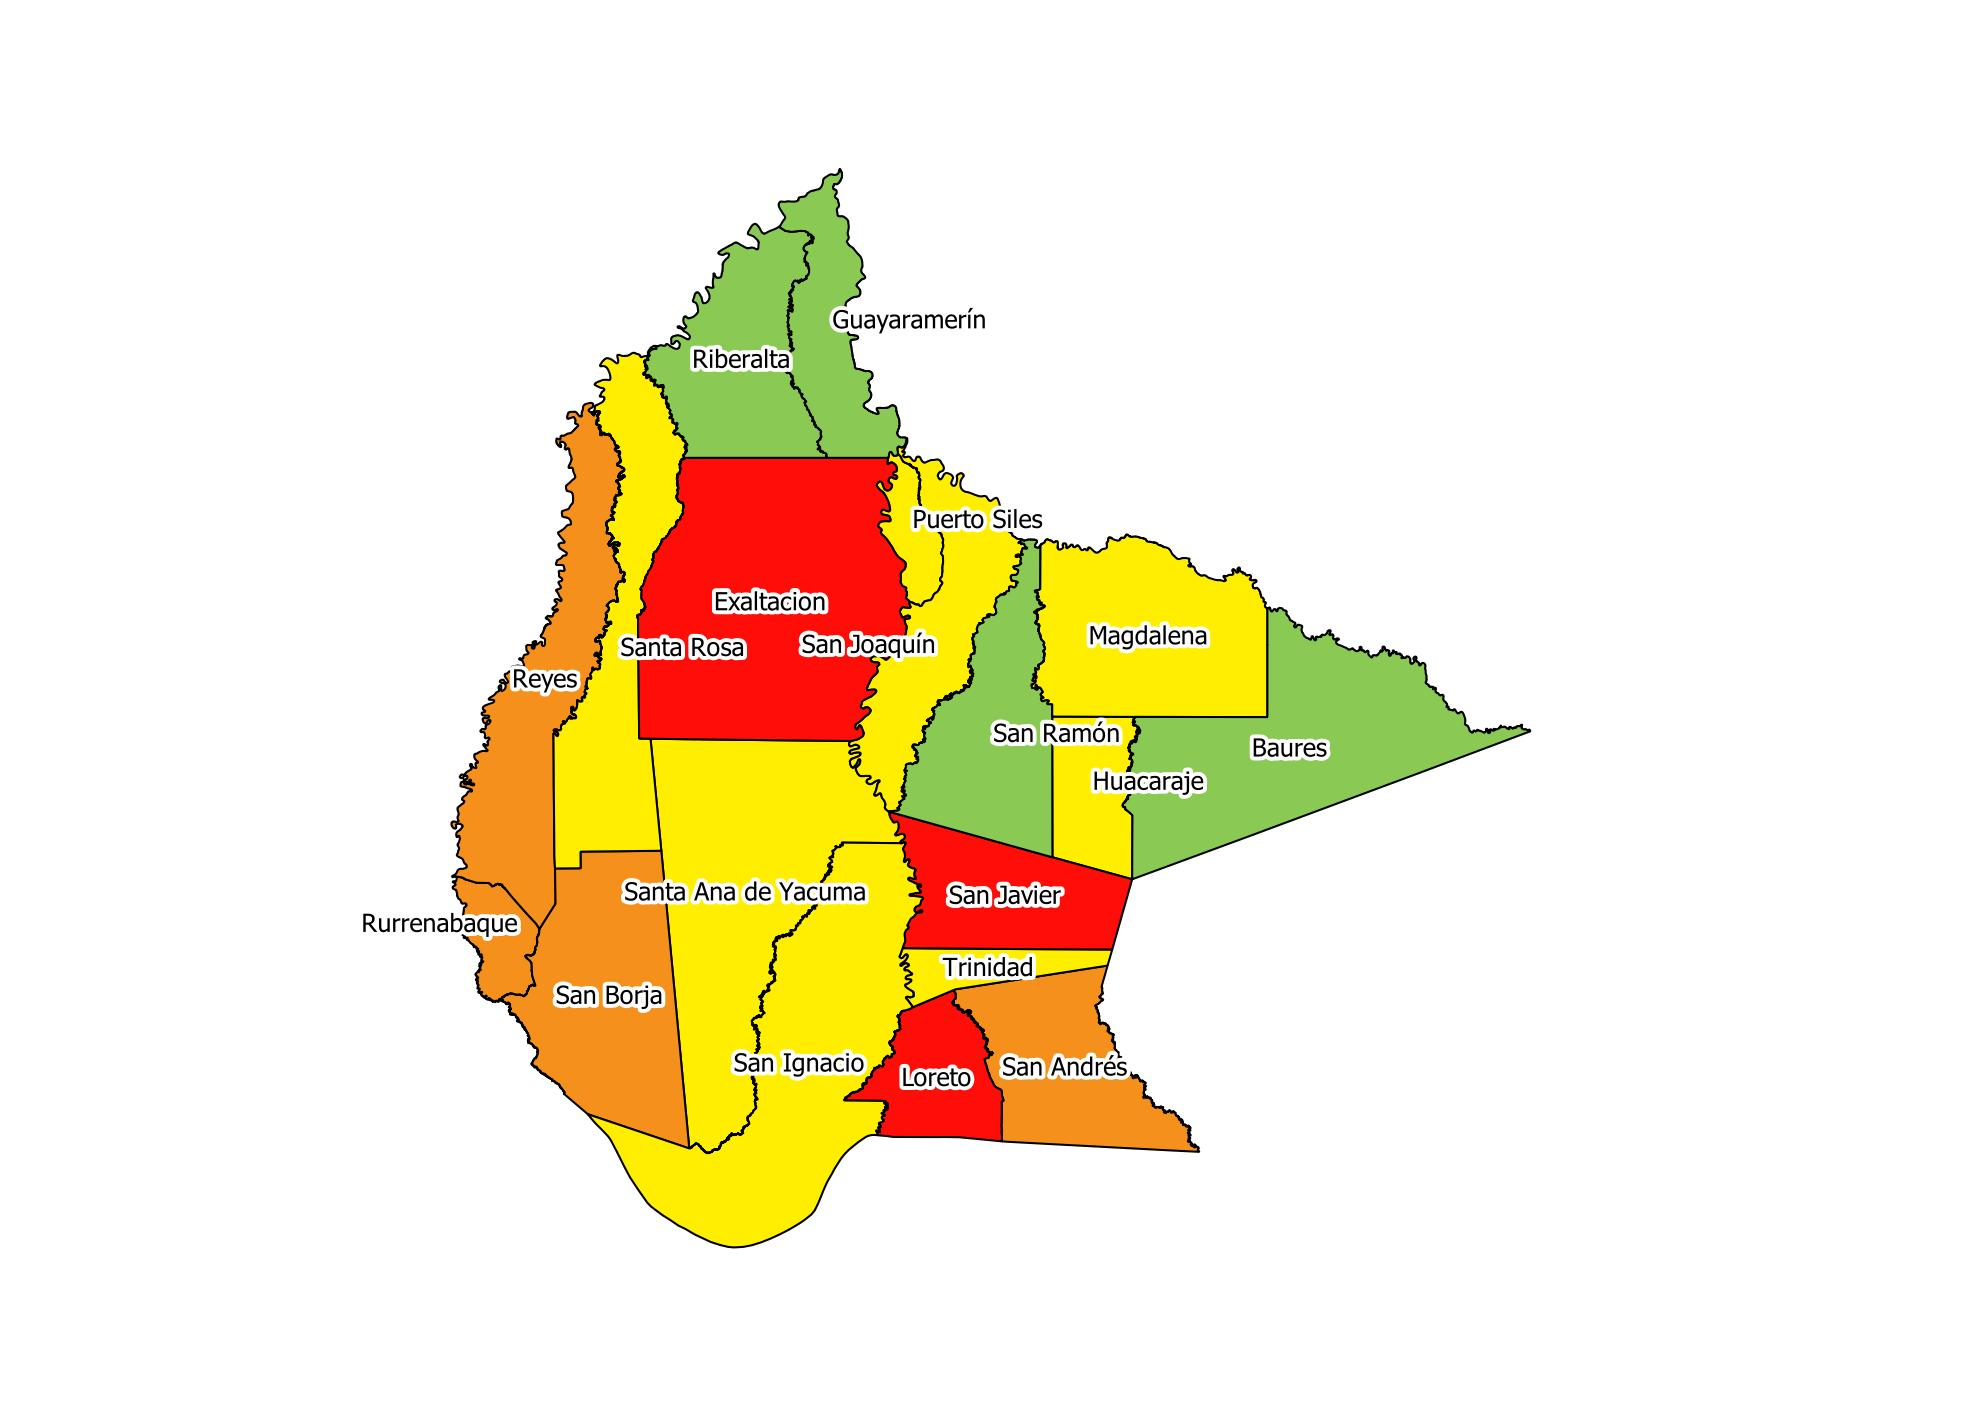 Guayaramerín
Riberalta
Puerto Siles
Exaltacion
Magdalena
Santa Rosa
San Joaquín
Reyes
San Ramón
Baures
Huacaraje
Santa Ana de Yacuma
San Javier
Rurrenabaque
Trinidad
San Borja
San Ignacio
Loreto
San Andrés